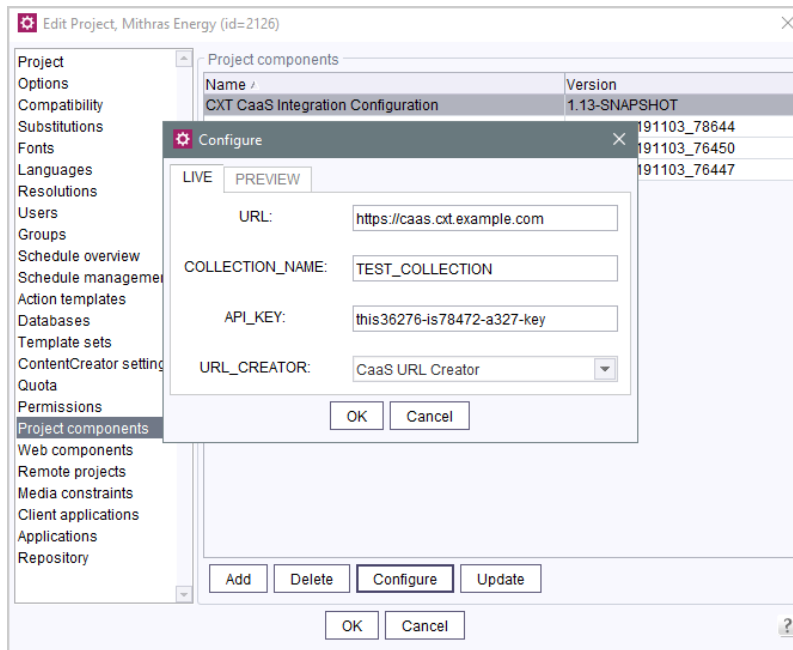 Edit Project, Mithras Energy (id=2126)
Project
Options
Compatibility
Substitutions
Fonts
Languages
Resolutions
Users
Groups
Schedule overview
Schedule managemen
Action templates
Databases
Template sets
ContentCreator setting
Quota
Permissions
Project components
Web components
Remote projects
Media constraints
Client applications
Applications
Repository
Project components
Name Version
CXT CaaS Integration Configuration 1.13-SNAPSHOT
191103_78644
191103_76450
191103_76447
Configure
LIVE PREVIEW
URL: https://caas.cxt.example.com
COLLECTION_NAME: TEST_COLLECTION
API_KEY: this36276-is78472-a327-key
URL_CREATOR: CaaS URL Creator
OK Cancel
Add Delete Configure Update
OK Cancel
?